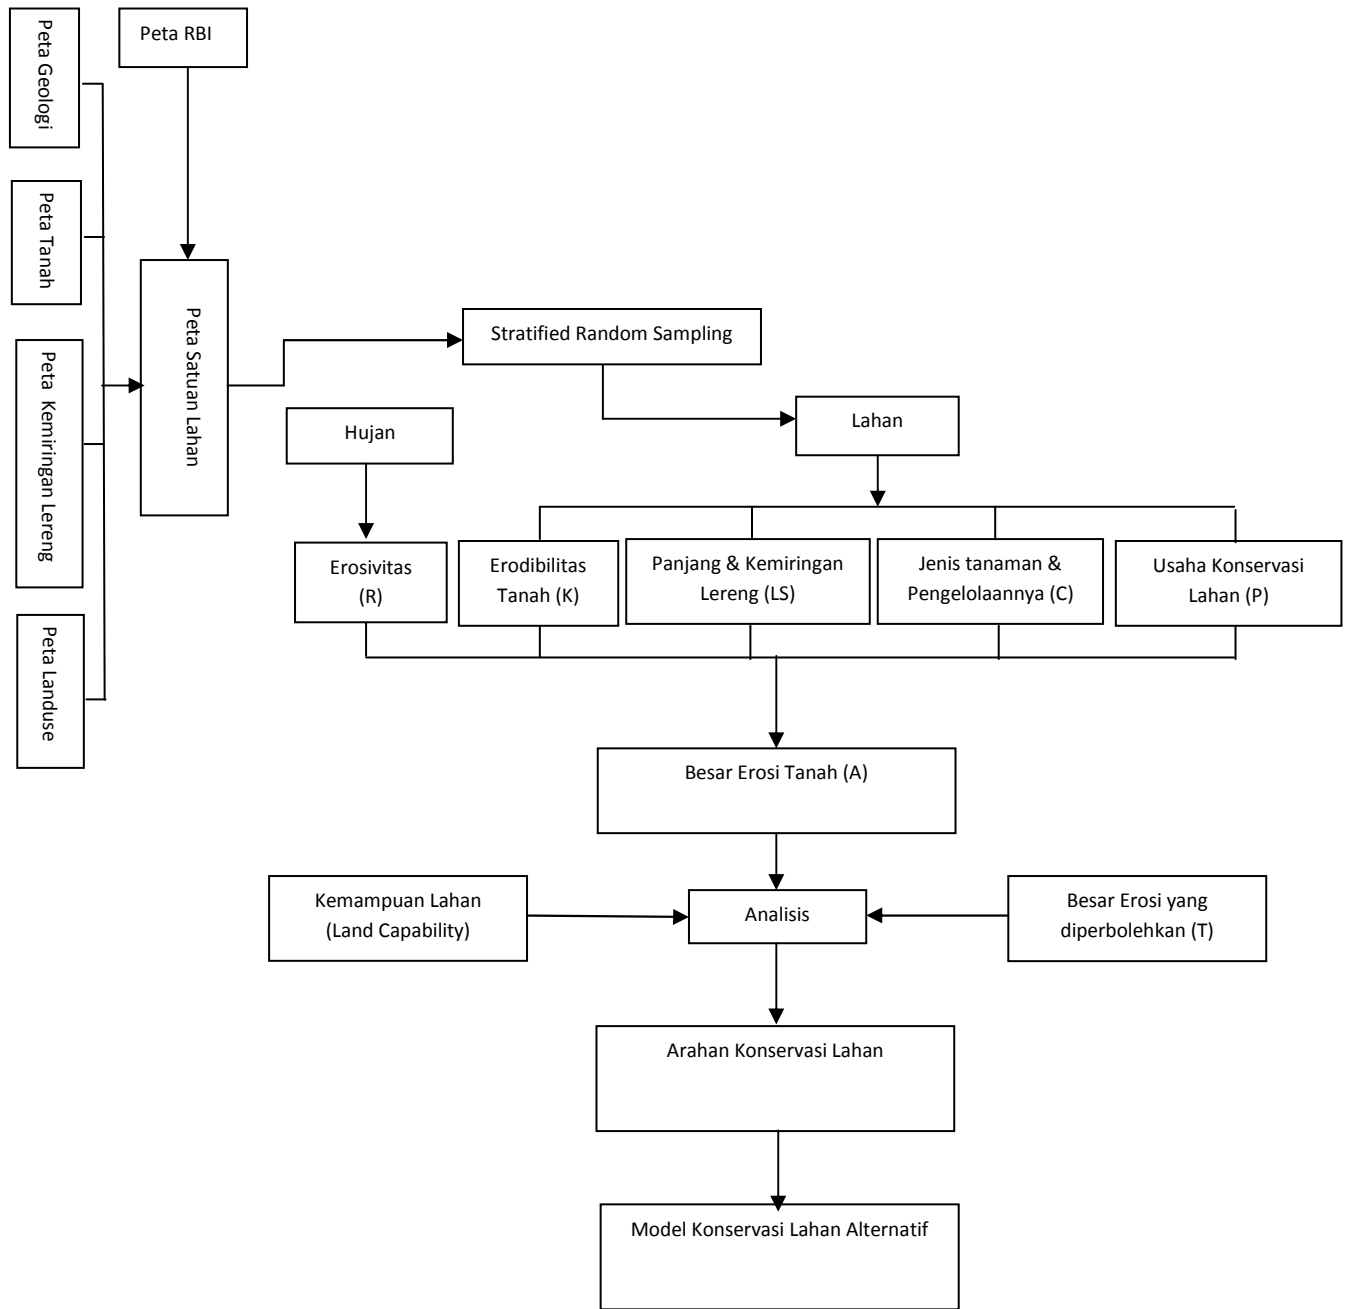 Peta Geologi
Peta RBI
Peta Tanah
Peta Satuan Lahan
Peta Kemiringan Lereng
Peta Landuse
Stratified Random Sampling
Hujan
Lahan
Erosivitas
(R)
Erodibilitas
Tanah (K)
Panjang & Kemiringan
Lereng (LS)
Jenis tanaman &
Pengelolaannya (C)
Usaha Konservasi
Lahan (P)
Besar Erosi Tanah (A)
Kemampuan Lahan
(Land Capability)
Analisis
Besar Erosi yang
diperbolehkan (T)
Arahan Konservasi Lahan
Model Konservasi Lahan Alternatif